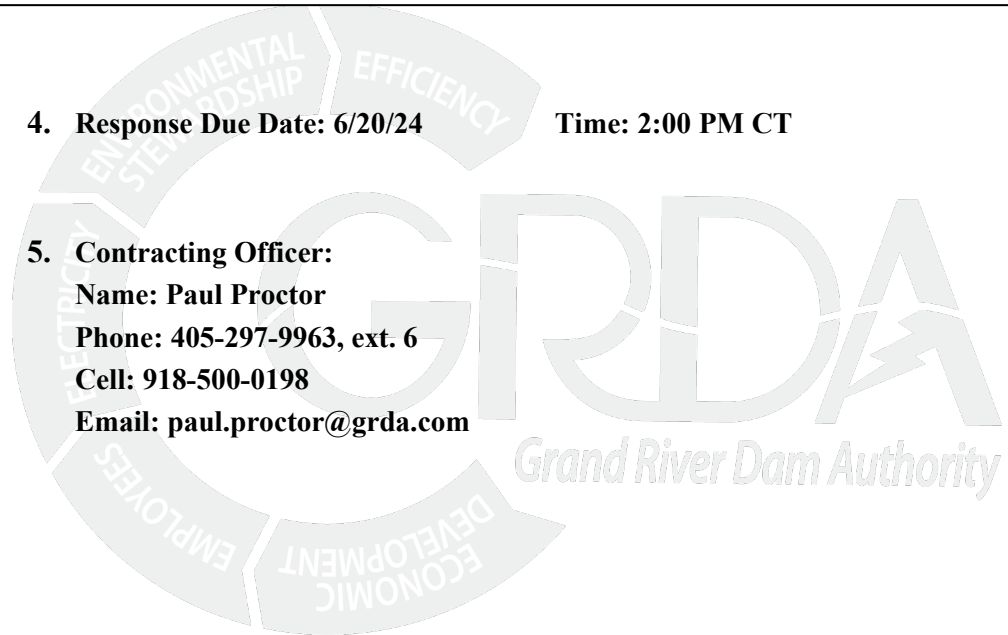 ENVIRONMENTAL
STEWARDSHIP
EFFICIENCY
4. Response Due Date: 6/20/24 Time: 2:00 PM CT
5. Contracting Officer:
Name: Paul Proctor
Phone: 405-297-9963, ext. 6
Cell: 918-500-0198
Email: paul.proctor@grda.com
ELECTRICITY
GRDA
Grand River Dam Authority
EMPLOYEES
ECONOMIC
DEVELOPMENT